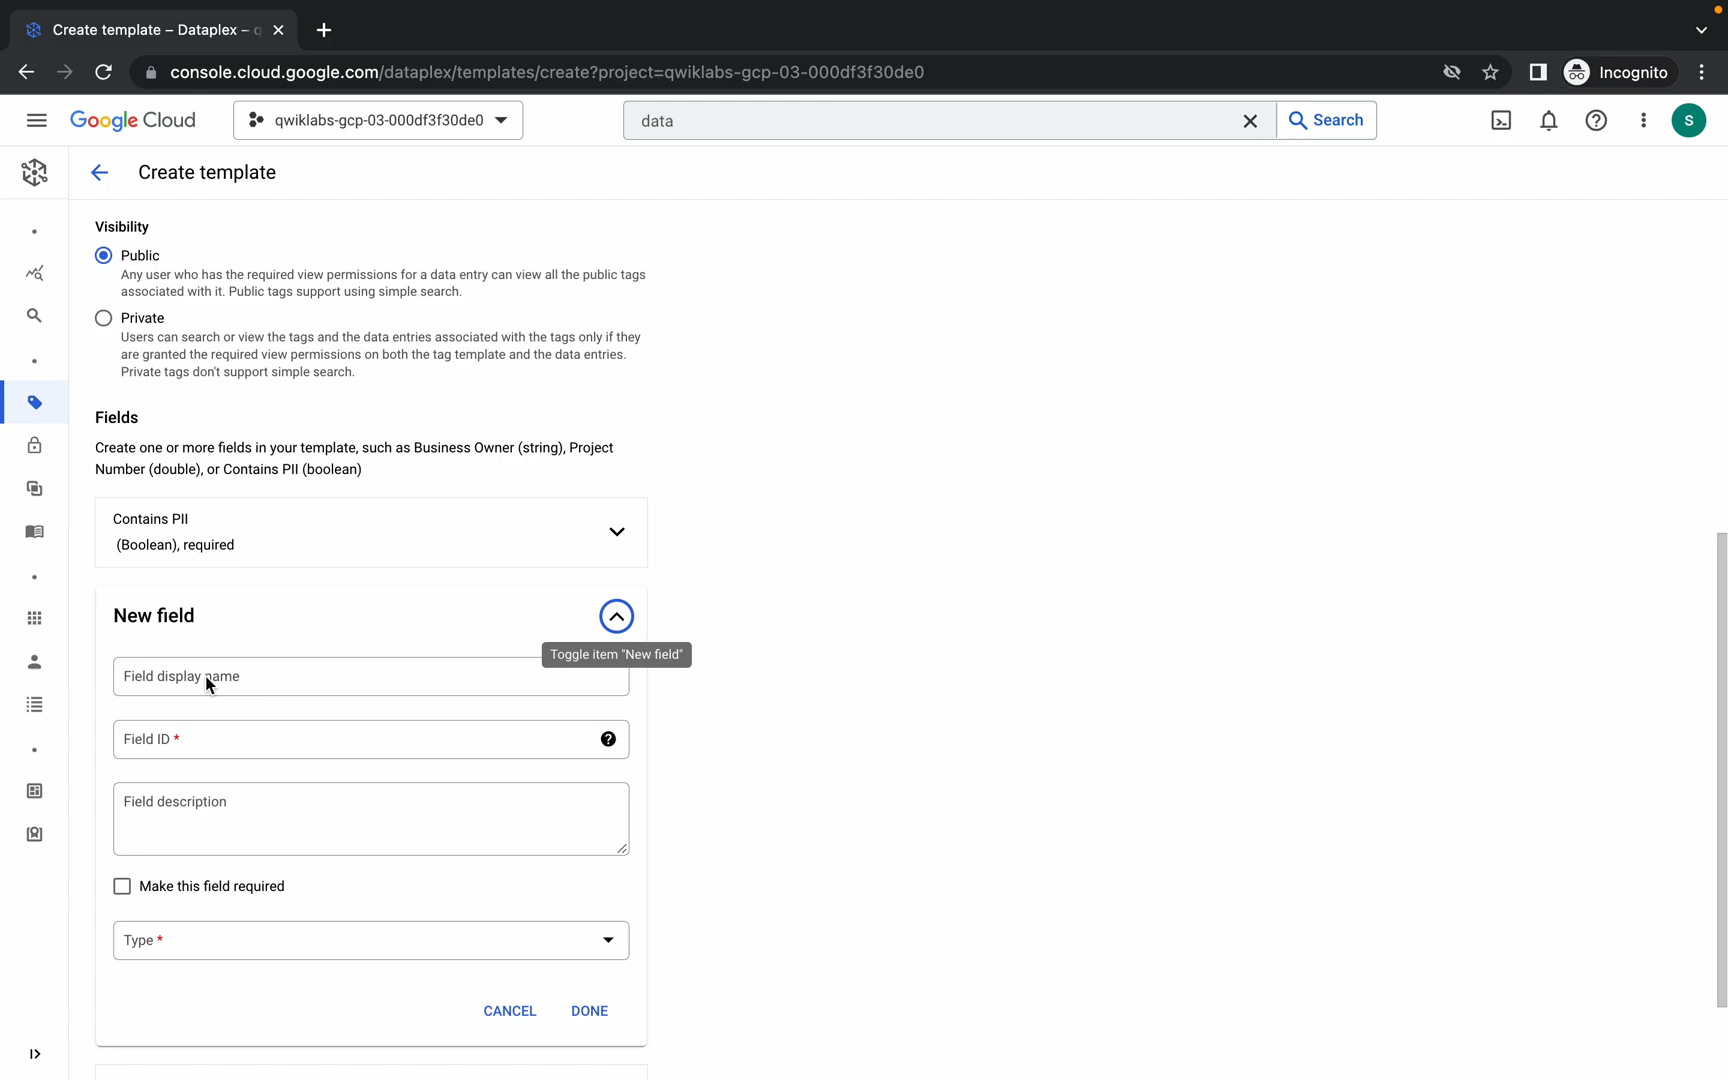 Create template – Dataplex – q
console.cloud.google.com/dataplex/templates/create?project=qwiklabs-gcp-03-000df3f30de0
Incognito
Google Cloud
qwiklabs-gcp-03-000df3f30de0
data
Search
S
Create template
Visibility
Public
Any user who has the required view permissions for a data entry can view all the public tags
associated with it. Public tags support using simple search.
Private
Users can search or view the tags and the data entries associated with the tags only if they
are granted the required view permissions on both the tag template and the data entries.
Private tags don't support simple search.
Fields
Create one or more fields in your template, such as Business Owner (string), Project
Number (double), or Contains PII (boolean)
Contains PII
(Boolean), required
New field
Toggle item "New field"
Field display name
Field ID *
Field description
Make this field required
Type *
CANCEL
DONE